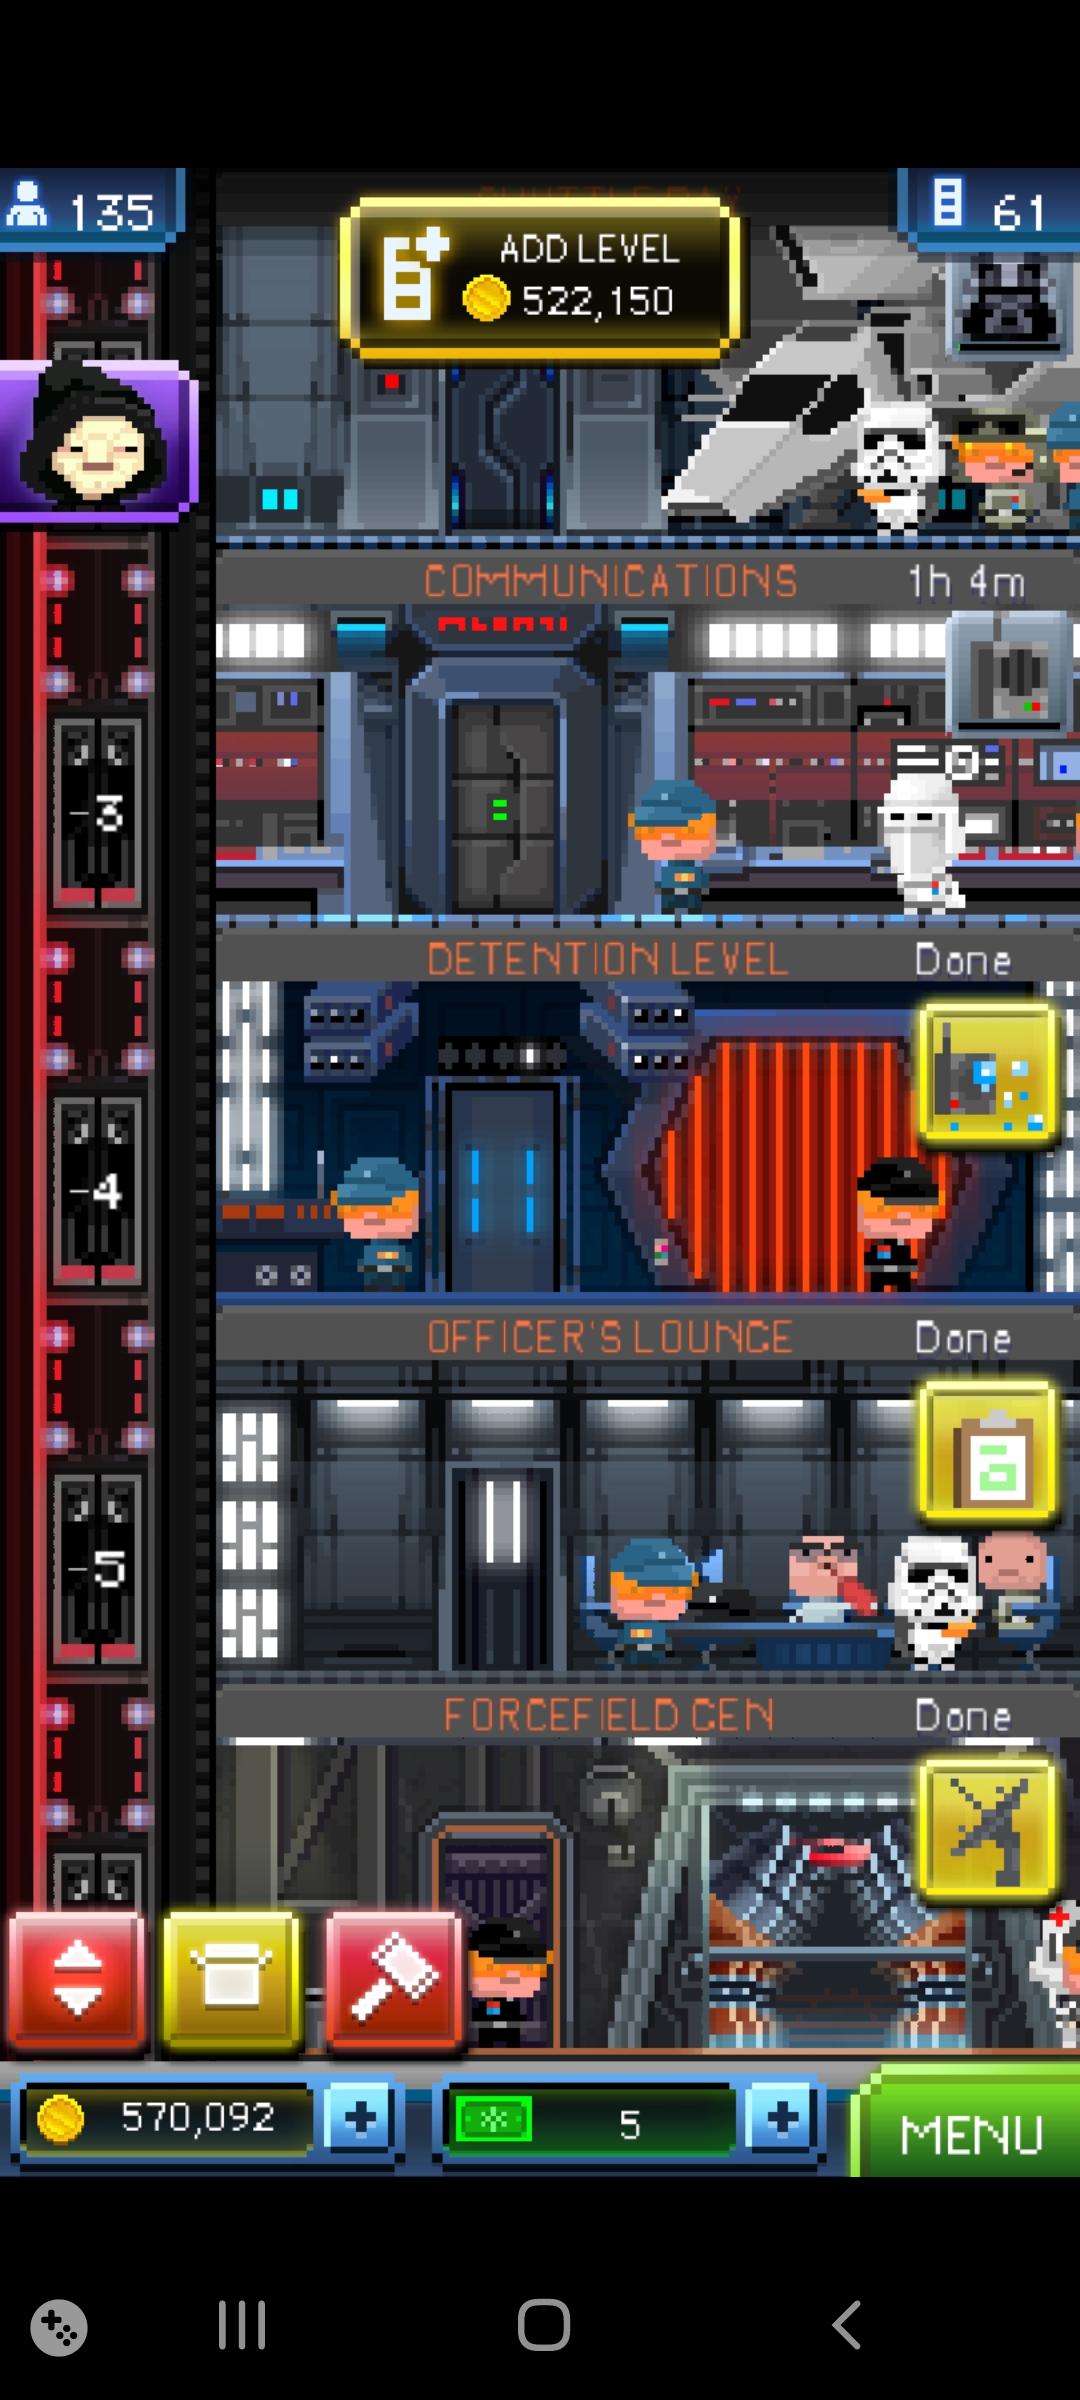 135
ADD LEVEL
522,150
61
COMMUNICATIONS 1h 4m
-3
DETENTION LEVEL Done
-4
OFFICER'S LOUNGE Done
-5
FORCEFIELD GEN Done
570,092
5
MENU